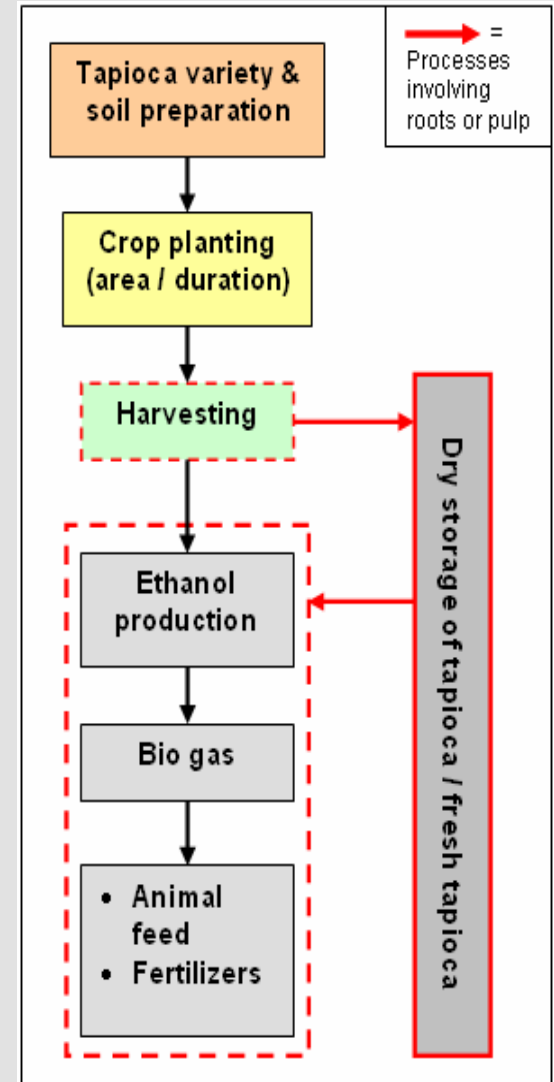 =
Processes
involving
roots or pulp
Tapioca variety &
soil preparation
Crop planting
(area / duration)
Harvesting
Ethanol
production
Bio gas
• Animal
feed
• Fertilizers
Dry storage of tapioca / fresh tapioca